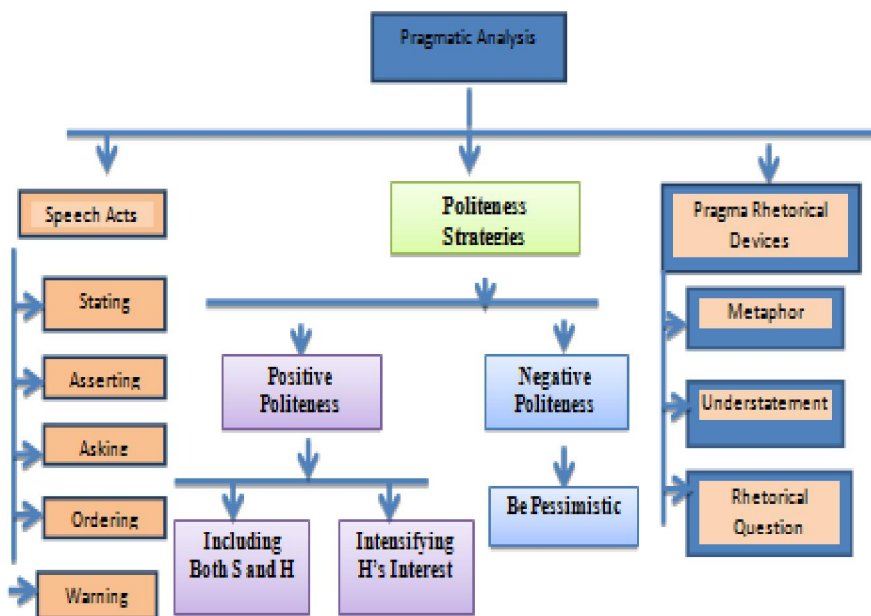 Pragmatic Analysis
Speech Acts
Stating
Asserting
Asking
Ordering
Warning
Politeness
Strategies
Positive
Politeness
Negative
Politeness
Including
Both S and H
Intensifying
H's Interest
Be Pessimistic
Pragma Rhetorical
Devices
Metaphor
Understatement
Rhetorical
Question